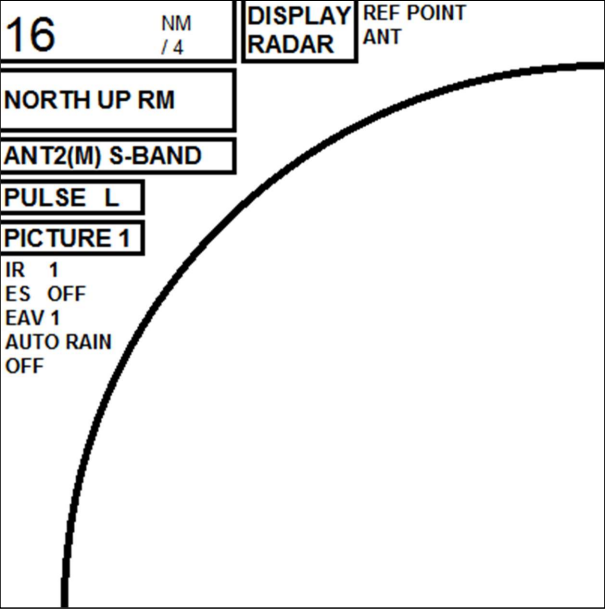 16 NM
/ 4
DISPLAY
RADAR
REF POINT
ANT
NORTH UP RM
ANT2(M) S-BAND
PULSE L
PICTURE 1
IR 1
ES OFF
EAV 1
AUTO RAIN
OFF